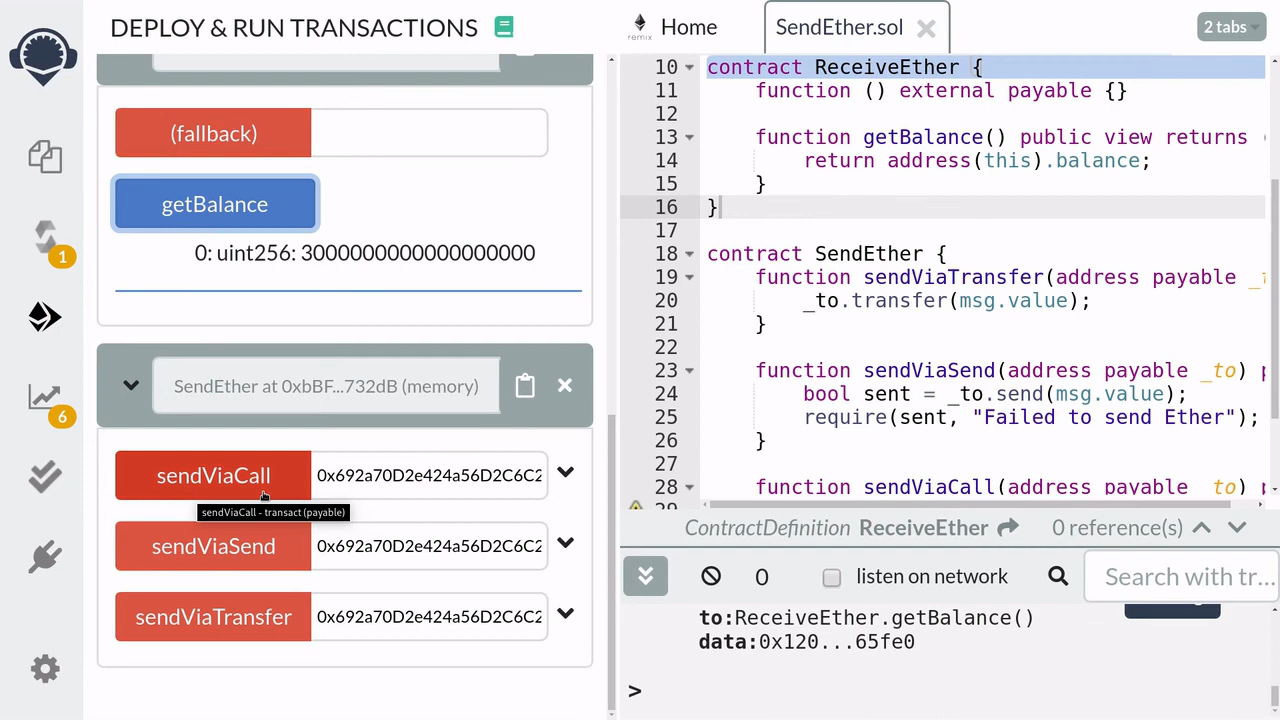 DEPLOY & RUN TRANSACTIONS
(fallback)
getBalance
0: uint256: 3000000000000000000
SendEther at 0xbBF...732dB (memory)
sendViaCall 0x692a70D2e424a56D2C6C2
sendViaCall - transact (payable)
sendViaSend 0x692a70D2e424a56D2C6C2
sendViaTransfer 0x692a70D2e424a56D2C6C2
1
6
remix
Home
SendEther.sol
2 tabs
10 contract ReceiveEther {
11 function () external payable {}
12
13 function getBalance() public view returns (
14 return address(this).balance;
15 }
16 }
17
18 contract SendEther {
19 function sendViaTransfer(address payable _t
20 _to.transfer(msg.value);
21 }
22
23 function sendViaSend(address payable _to) p
24 bool sent = _to.send(msg.value);
25 require(sent, "Failed to send Ether");
26 }
27
28 function sendViaCall(address payable _to) p
29
ContractDefinition ReceiveEther 0 reference(s)
0 listen on network Search with tr...
to:ReceiveEther.getBalance()
data:0x120...65fe0
>